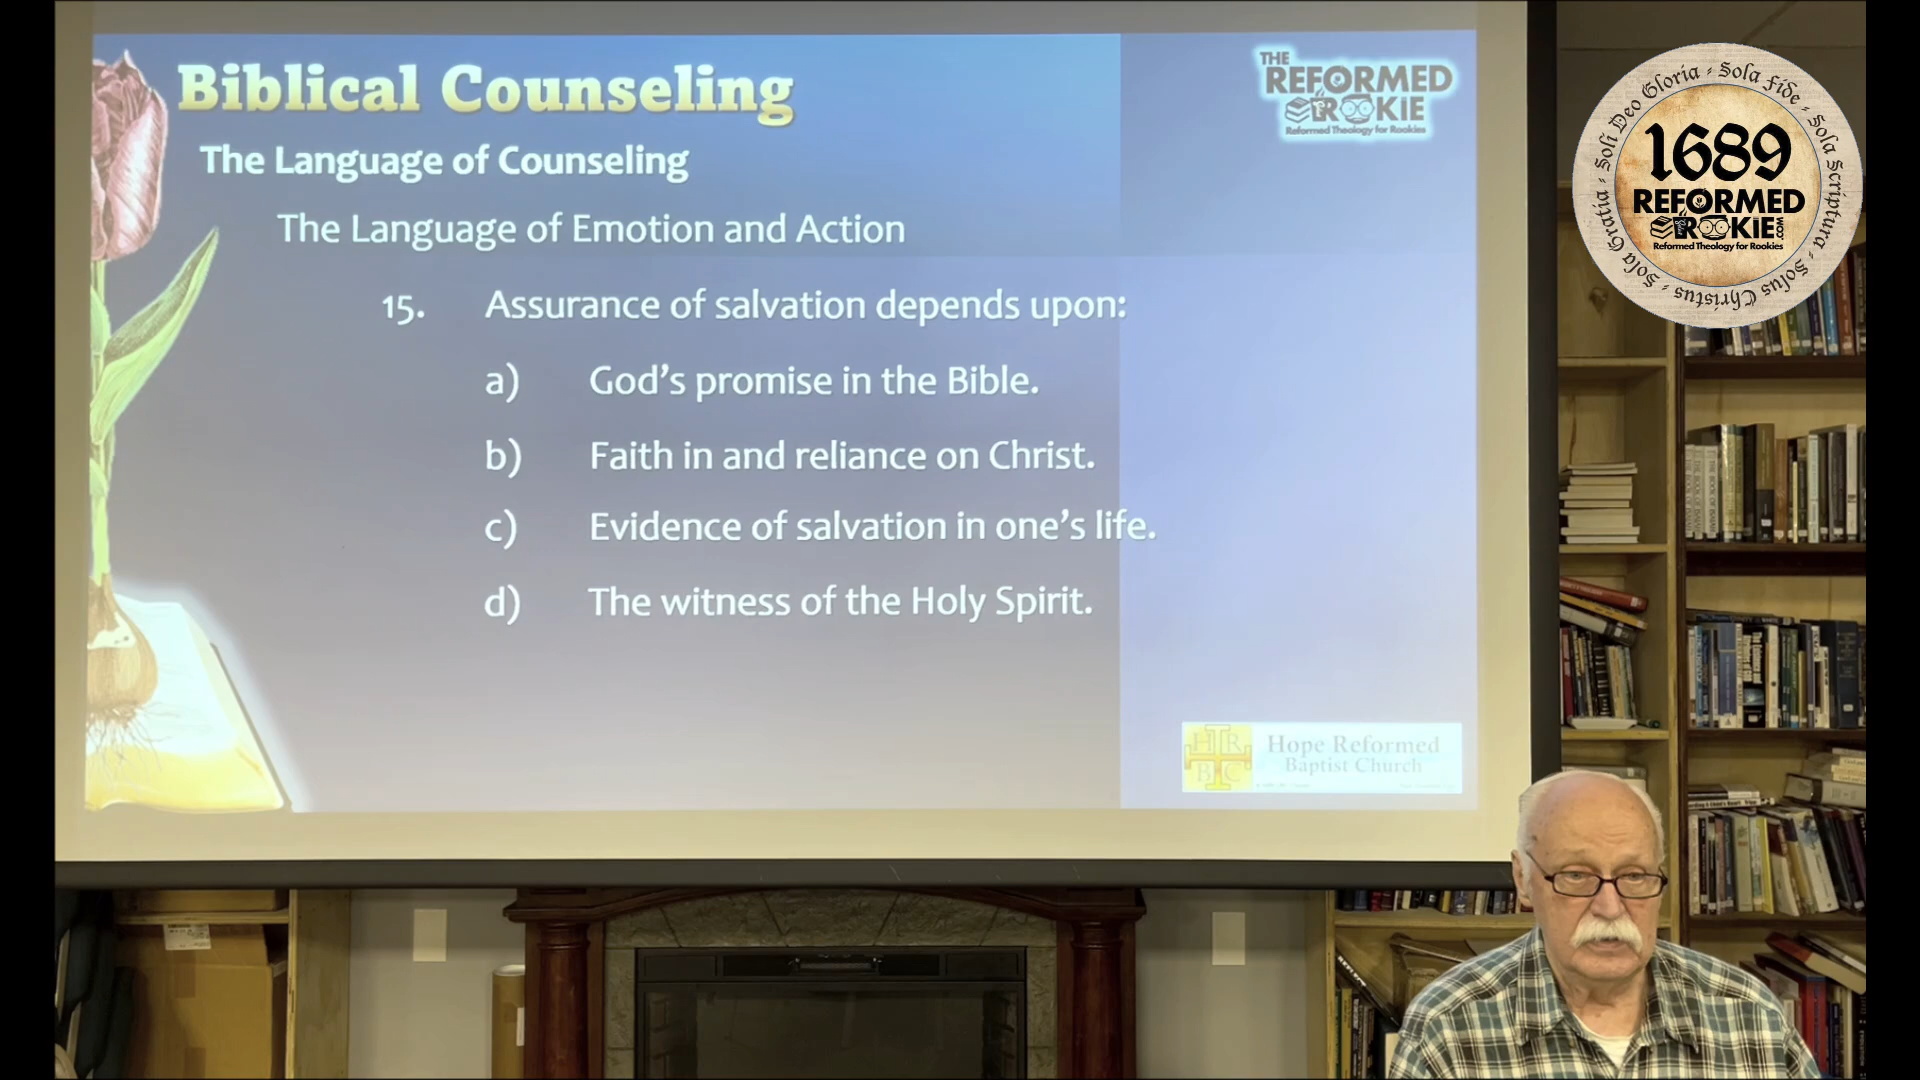 Biblical Counseling
The Language of Counseling
The Language of Emotion and Action
15. Assurance of salvation depends upon:
a) God's promise in the Bible.
b) Faith in and reliance on Christ.
c) Evidence of salvation in one's life.
d) The witness of the Holy Spirit.
THE
REFORMED
ROOKIE
Reformed Theology for Rookies
HR
BC
Hope Reformed
Baptist Church
Soli Deo Gloria - Sola Fide - Sola Scriptura - Solus Christus - Sola Gratia -
1689
REFORMED
ROOKIE.COM
Reformed Theology for Rookies